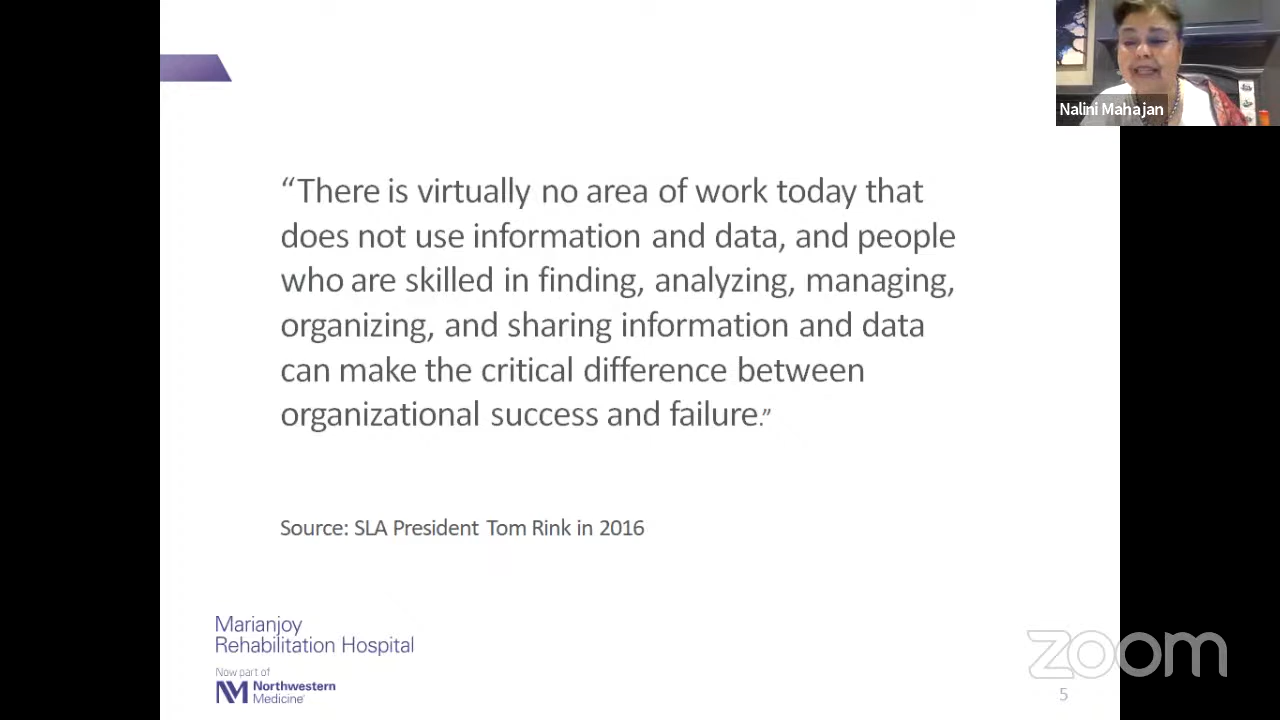 Nalini Mahajan
“There is virtually no area of work today that
does not use information and data, and people
who are skilled in finding, analyzing, managing,
organizing, and sharing information and data
can make the critical difference between
organizational success and failure.”
Source: SLA President Tom Rink in 2016
Marianjoy
Rehabilitation Hospital
Now part of
NM Northwestern
Medicine®
zoom
5